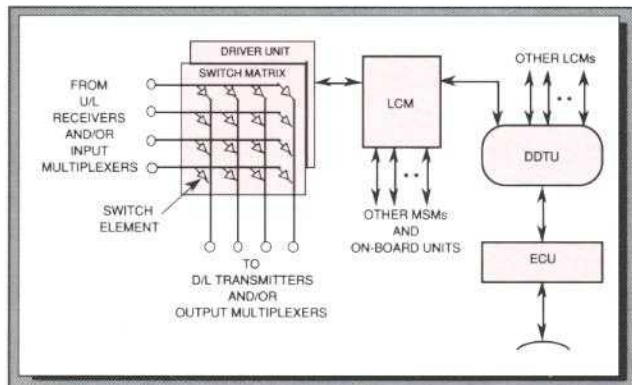 DRIVER UNIT
SWITCH MATRIX
FROM
U/L
RECEIVERS
AND/OR
INPUT
MULTIPLEXERS
SWITCH
ELEMENT
TO
D/L TRANSMITTERS
AND/OR
OUTPUT MULTIPLEXERS
LCM
OTHER MSMs
AND
ON-BOARD UNITS
OTHER LCMs
DDTU
ECU